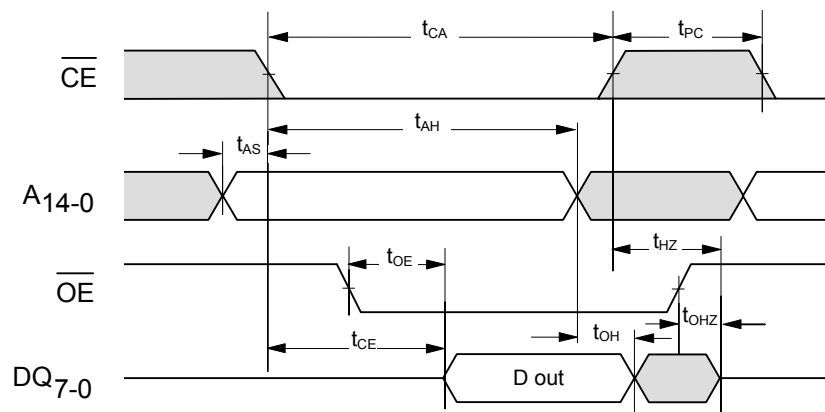 tCA
tPC
CE
tAH
tAS
A14-0
tHZ
tOE
OE
tOHZ
tOH
tCE
DQ7-0
D out